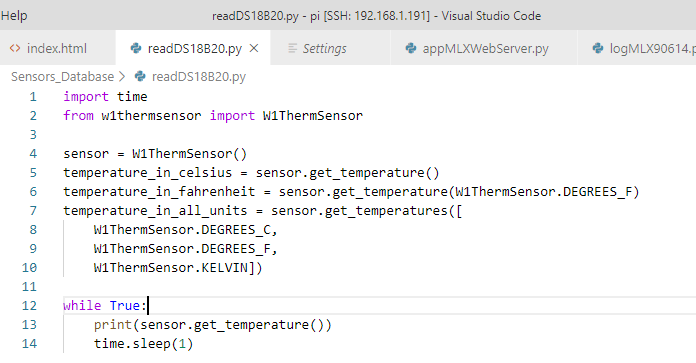 Help readDS18B20.py - pi [SSH: 192.168.1.191] - Visual Studio Code
<> index.html readDS18B20.py × Settings appMLXWebServer.py logMLX90614.p
Sensors_Database > readDS18B20.py
1 import time
2 from w1thermsensor import W1ThermSensor
3
4 sensor = W1ThermSensor()
5 temperature_in_celsius = sensor.get_temperature()
6 temperature_in_fahrenheit = sensor.get_temperature(W1ThermSensor.DEGREES_F)
7 temperature_in_all_units = sensor.get_temperatures([
8     W1ThermSensor.DEGREES_C,
9     W1ThermSensor.DEGREES_F,
10     W1ThermSensor.KELVIN])
11
12 while True:
13     print(sensor.get_temperature())
14     time.sleep(1)